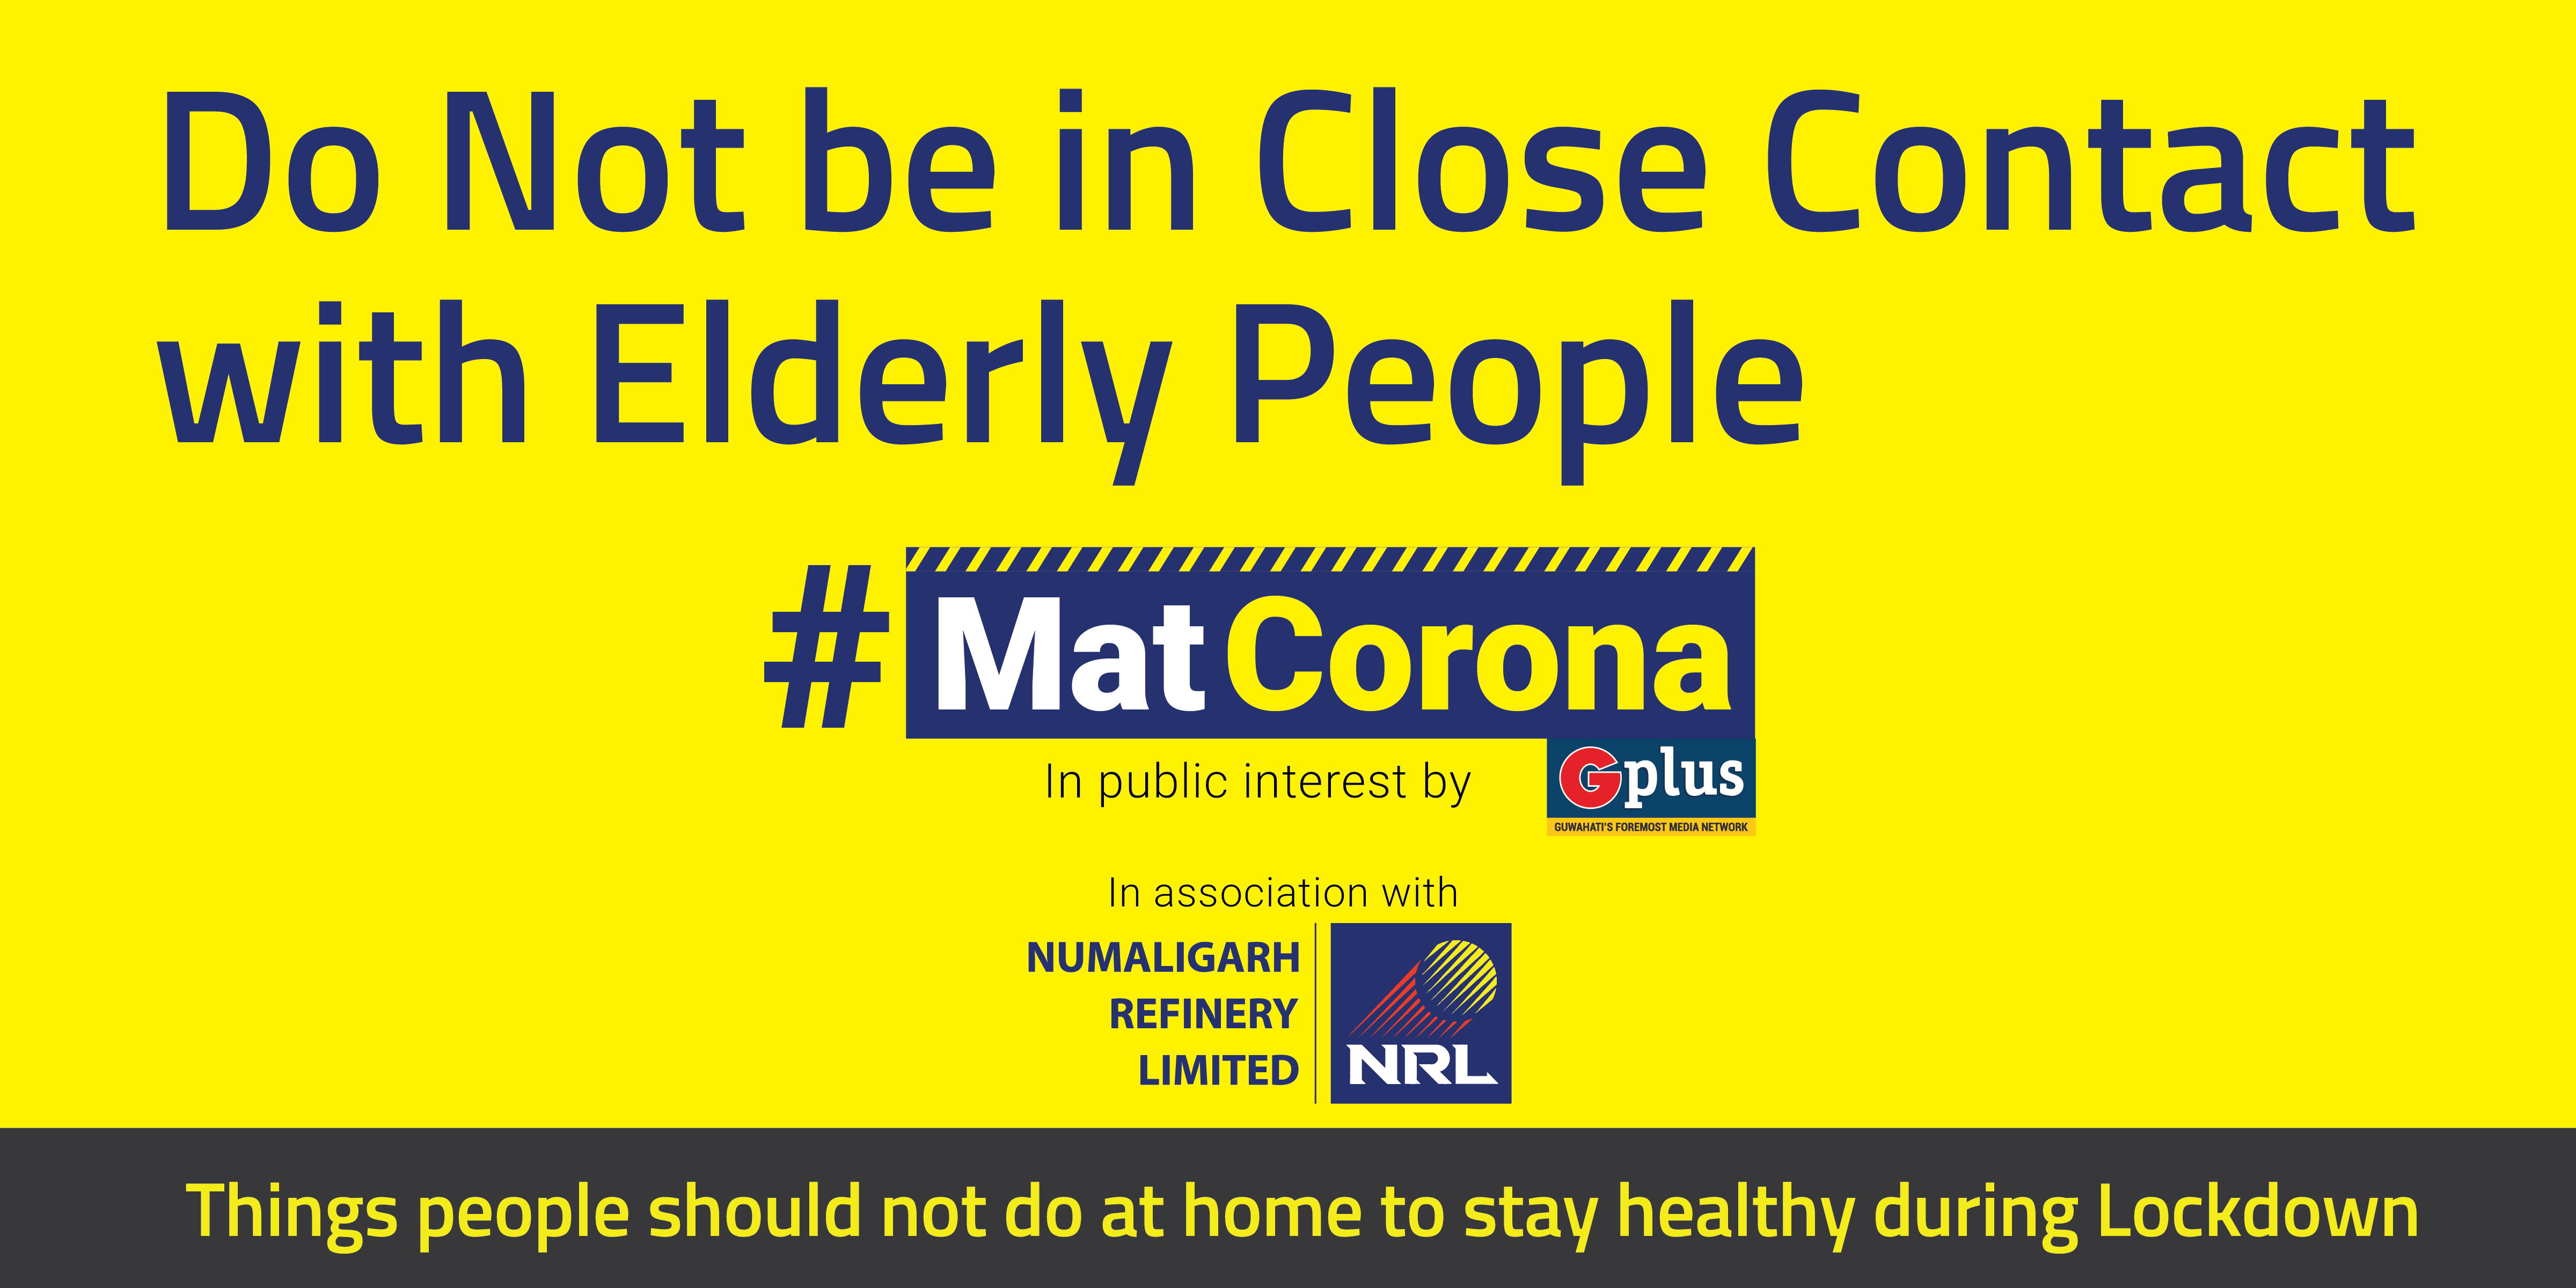 Do Not be in Close Contact
with Elderly People
#MatCorona
In public interest by
Gplus
GUWAHATI'S FOREMOST MEDIA NETWORK
In association with
NUMALIGARH
REFINERY
LIMITED
NRL
Things people should not do at home to stay healthy during Lockdown